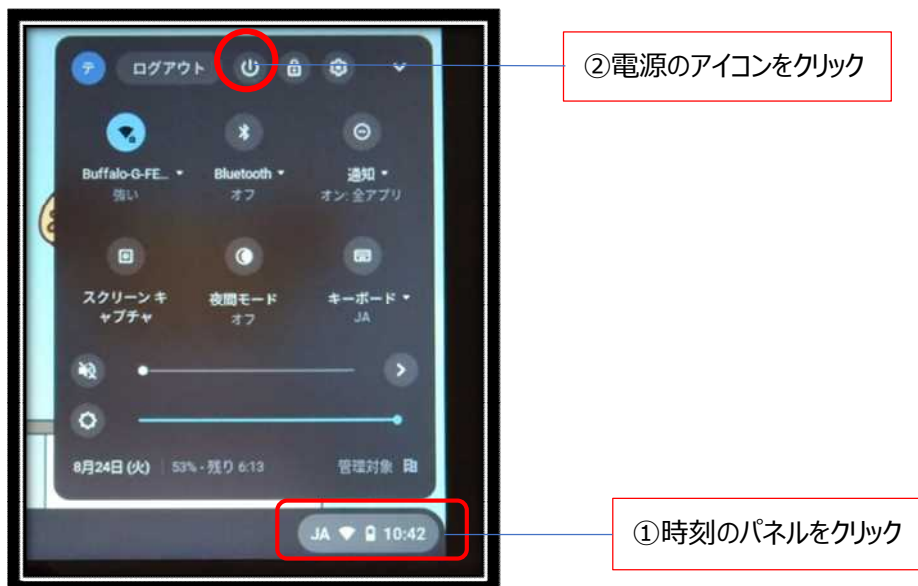 テ ログアウト
②電源のアイコンをクリック
Buffalo-G-FE...
Bluetooth
通知
強い
オフ
オン: 全アプリ
スクリーン キ
ャプチャ
夜間モード
キーボード
オフ
JA
8月24日 (火) 53% - 残り 6:13 管理対象
JA 10:42
①時刻のパネルをクリック